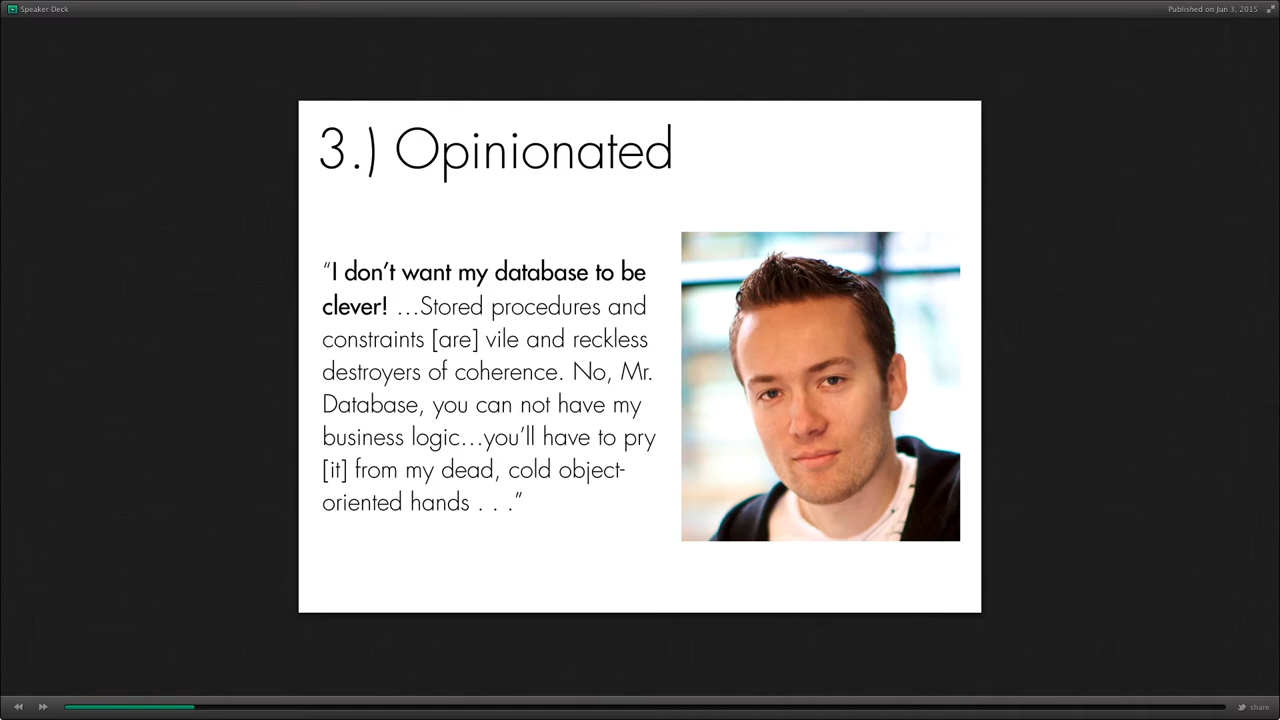 Speaker Deck
Published on Jun 3, 2015
3.) Opinionated
“I don’t want my database to be
clever! …Stored procedures and
constraints [are] vile and reckless
destroyers of coherence. No, Mr.
Database, you can not have my
business logic…you’ll have to pry
[it] from my dead, cold object-
oriented hands . . .”
share